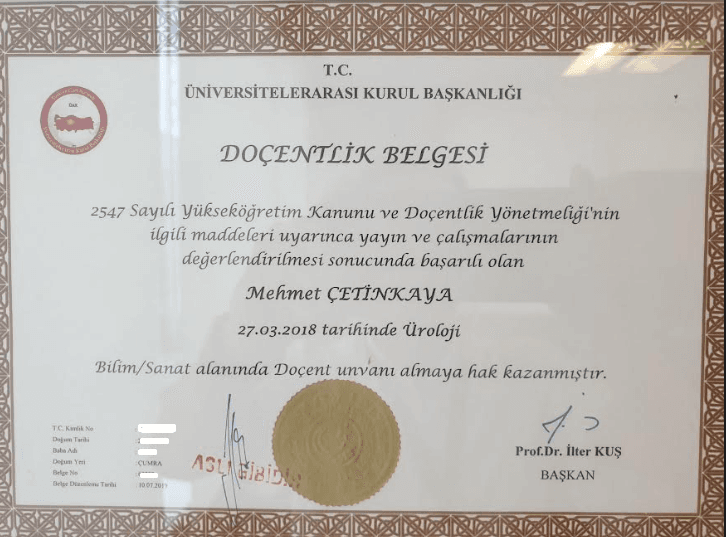 T.C.
ÜNİVERSİTELERARASI KURUL BAŞKANLIĞI
DOÇENTLİK BELGESİ
2547 Sayılı Yükseköğretim Kanunu ve Doçentlik Yönetmeliği'nin
ilgili maddeleri uyarınca yayın ve çalışmalarının
değerlendirilmesi sonucunda başarılı olan
Mehmet ÇETİNKAYA
27.03.2018 tarihinde Üroloji
Bilim/Sanat alanında Doçent unvanı almaya hak kazanmıştır.
T.C. Kimlik No :
Doğum Tarihi :
Baba Adı :
Doğum Yeri : ÇUMRA
Belge No :
Belge Düzenleme Tarihi :
ASLI GİBİDİR
Prof.Dr. İlter KUŞ
BAŞKAN